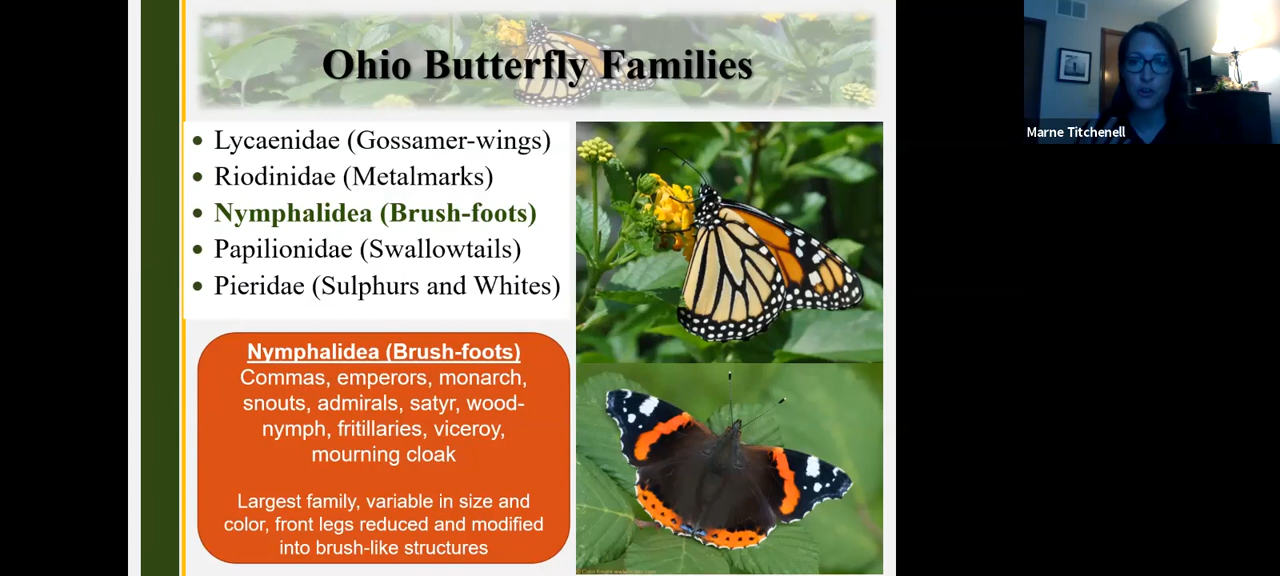 Ohio Butterfly Families
• Lycaenidae (Gossamer-wings)
• Riodinidae (Metalmarks)
• Nymphalidea (Brush-foots)
• Papilionidae (Swallowtails)
• Pieridae (Sulphurs and Whites)
Nymphalidea (Brush-foots)
Commas, emperors, monarch,
snouts, admirals, satyr, wood-
nymph, fritillaries, viceroy,
mourning cloak
Largest family, variable in size and
color, front legs reduced and modified
into brush-like structures
Marne Titchenell